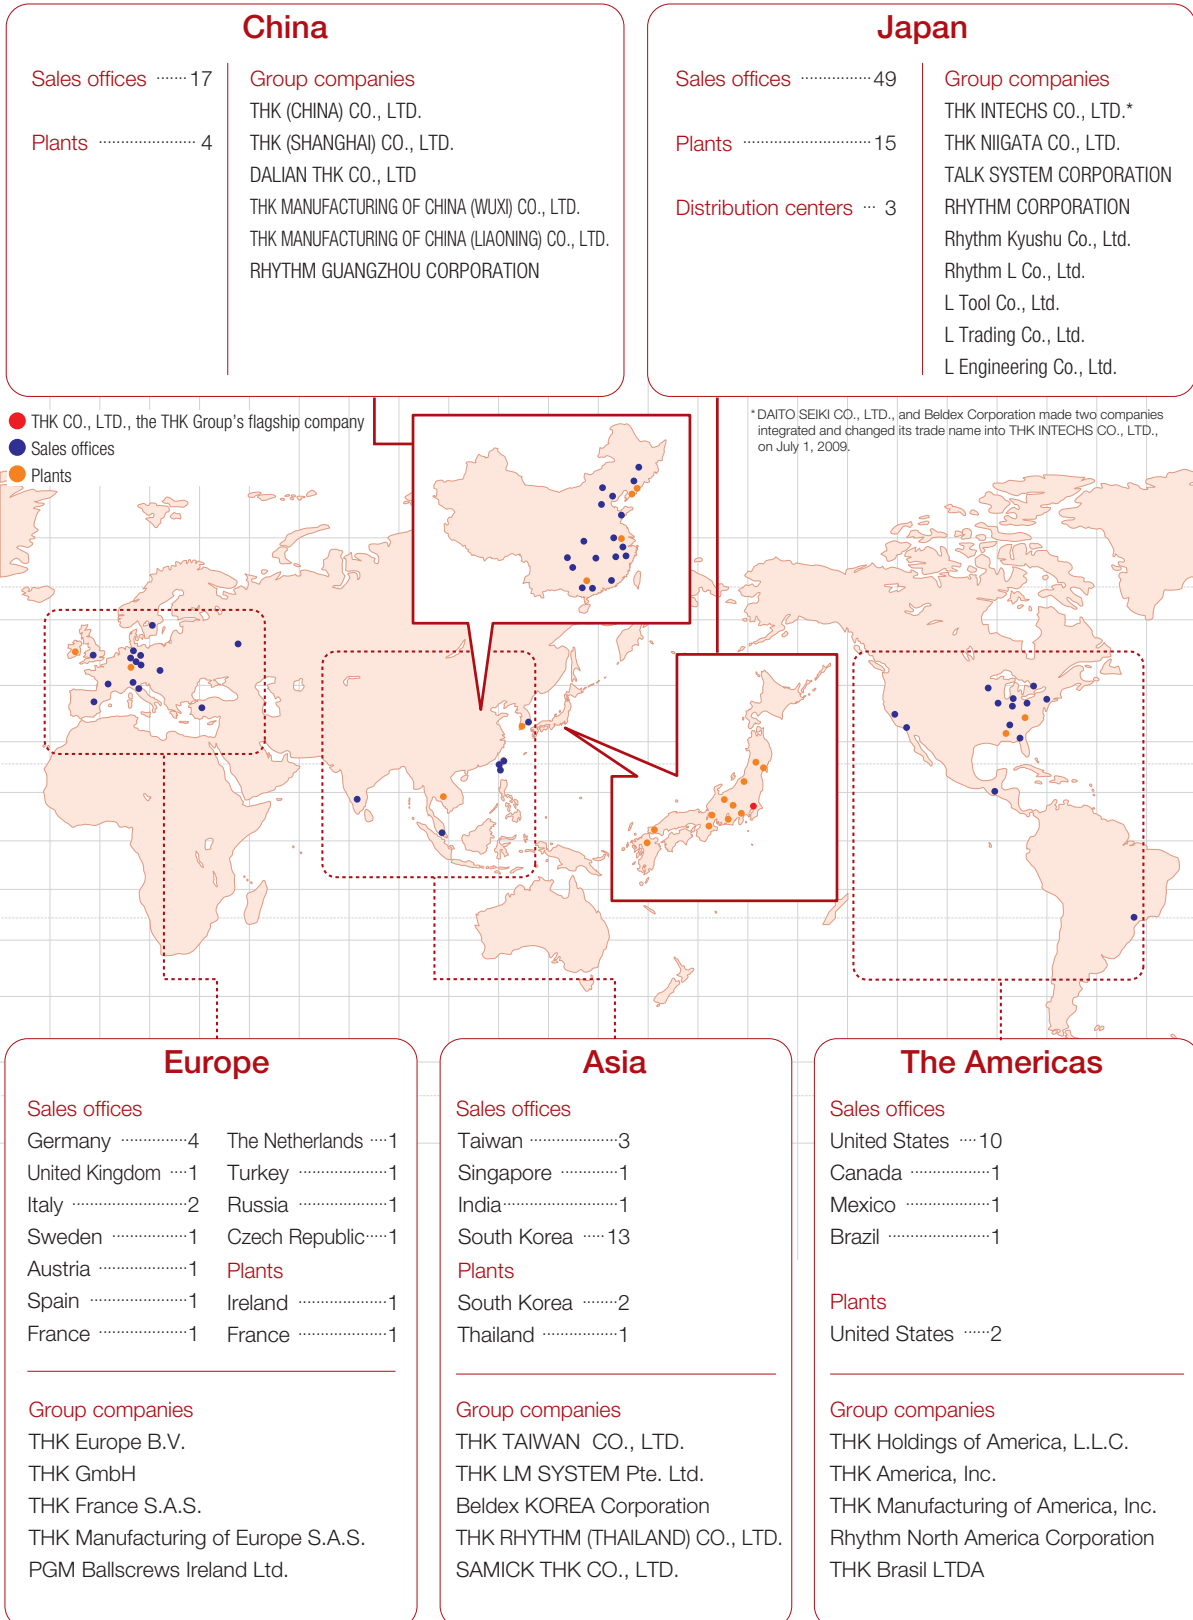 China
Sales offices ······· 17
Plants ····················· 4
Group companies
THK (CHINA) CO., LTD.
THK (SHANGHAI) CO., LTD.
DALIAN THK CO., LTD
THK MANUFACTURING OF CHINA (WUXI) CO., LTD.
THK MANUFACTURING OF CHINA (LIAONING) CO., LTD.
RHYTHM GUANGZHOU CORPORATION
Japan
Sales offices ················ 49
Plants ····························· 15
Distribution centers ··· 3
Group companies
THK INTECHS CO., LTD.*
THK NIIGATA CO., LTD.
TALK SYSTEM CORPORATION
RHYTHM CORPORATION
Rhythm Kyushu Co., Ltd.
Rhythm L Co., Ltd.
L Tool Co., Ltd.
L Trading Co., Ltd.
L Engineering Co., Ltd.
THK CO., LTD., the THK Group's flagship company
Sales offices
Plants
*DAITO SEIKI CO., LTD., and Beldex Corporation made two companies
integrated and changed its trade name into THK INTECHS CO., LTD.,
on July 1, 2009.
Europe
Sales offices
Germany ··············· 4
United Kingdom ···· 1
Italy ·························· 2
Sweden ················· 1
Austria ···················· 1
Spain ······················ 1
France ···················· 1
The Netherlands ···· 1
Turkey ···················· 1
Russia ···················· 1
Czech Republic ····· 1
Plants
Ireland ···················· 1
France ···················· 1
Group companies
THK Europe B.V.
THK GmbH
THK France S.A.S.
THK Manufacturing of Europe S.A.S.
PGM Ballscrews Ireland Ltd.
Asia
Sales offices
Taiwan ···················· 3
Singapore ············· 1
India ·························· 1
South Korea ····· 13
Plants
South Korea ········ 2
Thailand ················· 1
Group companies
THK TAIWAN CO., LTD.
THK LM SYSTEM Pte. Ltd.
Beldex KOREA Corporation
THK RHYTHM (THAILAND) CO., LTD.
SAMICK THK CO., LTD.
The Americas
Sales offices
United States ···· 10
Canada ·················· 1
Mexico ··················· 1
Brazil ······················· 1
Plants
United States ······ 2
Group companies
THK Holdings of America, L.L.C.
THK America, Inc.
THK Manufacturing of America, Inc.
Rhythm North America Corporation
THK Brasil LTDA